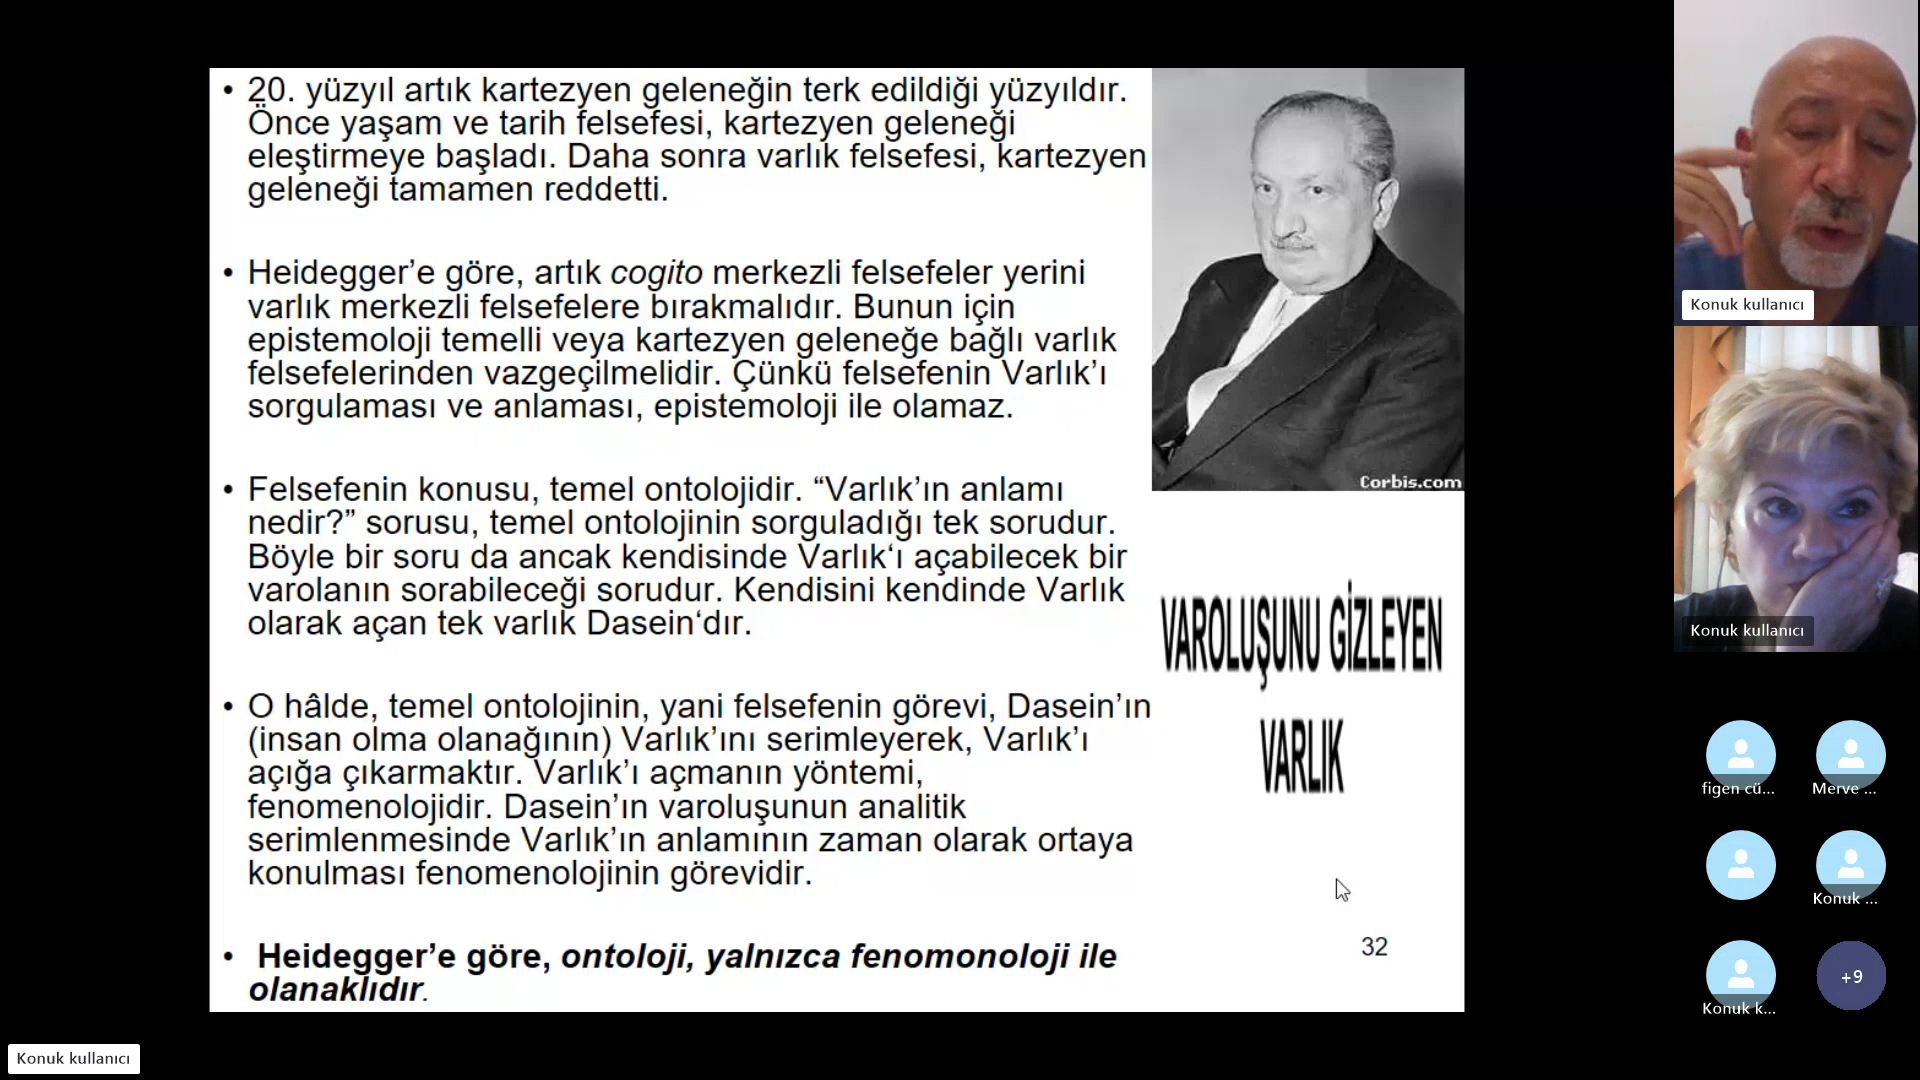 • 20. yüzyıl artık kartezyen geleneğin terk edildiği yüzyıldır.
Önce yaşam ve tarih felsefesi, kartezyen geleneği
eleştirmeye başladı. Daha sonra varlık felsefesi, kartezyen
geleneği tamamen reddetti.
• Heidegger’e göre, artık cogito merkezli felsefeler yerini
varlık merkezli felsefelere bırakmalıdır. Bunun için
epistemoloji temelli veya kartezyen geleneğe bağlı varlık
felsefelerinden vazgeçilmelidir. Çünkü felsefenin Varlık’ı
sorgulaması ve anlaması, epistemoloji ile olamaz.
• Felsefenin konusu, temel ontolojidir. “Varlık’ın anlamı
nedir?” sorusu, temel ontolojinin sorguladığı tek sorudur.
Böyle bir soru da ancak kendisinde Varlık‘ı açabilecek bir
varolanın sorabileceği sorudur. Kendisini kendinde Varlık
olarak açan tek varlık Dasein‘dır.
• O hâlde, temel ontolojinin, yani felsefenin görevi, Dasein’ın
(insan olma olanağının) Varlık’ını serimleyerek, Varlık’ı
açığa çıkarmaktır. Varlık’ı açmanın yöntemi,
fenomenolojidir. Dasein’ın varoluşunun analitik
serimlenmesinde Varlık’ın anlamının zaman olarak ortaya
konulması fenomenolojinin görevidir.
• Heidegger’e göre, ontoloji, yalnızca fenomonoloji ile
olanaklıdır.
Corbis.com
VAROLUŞUNU GİZLEYEN
VARLIK
32
Konuk kullanıcı
Konuk kullanıcı
figen cü...
Merve ...
Konuk ...
Konuk k...
+9
Konuk kullanıcı